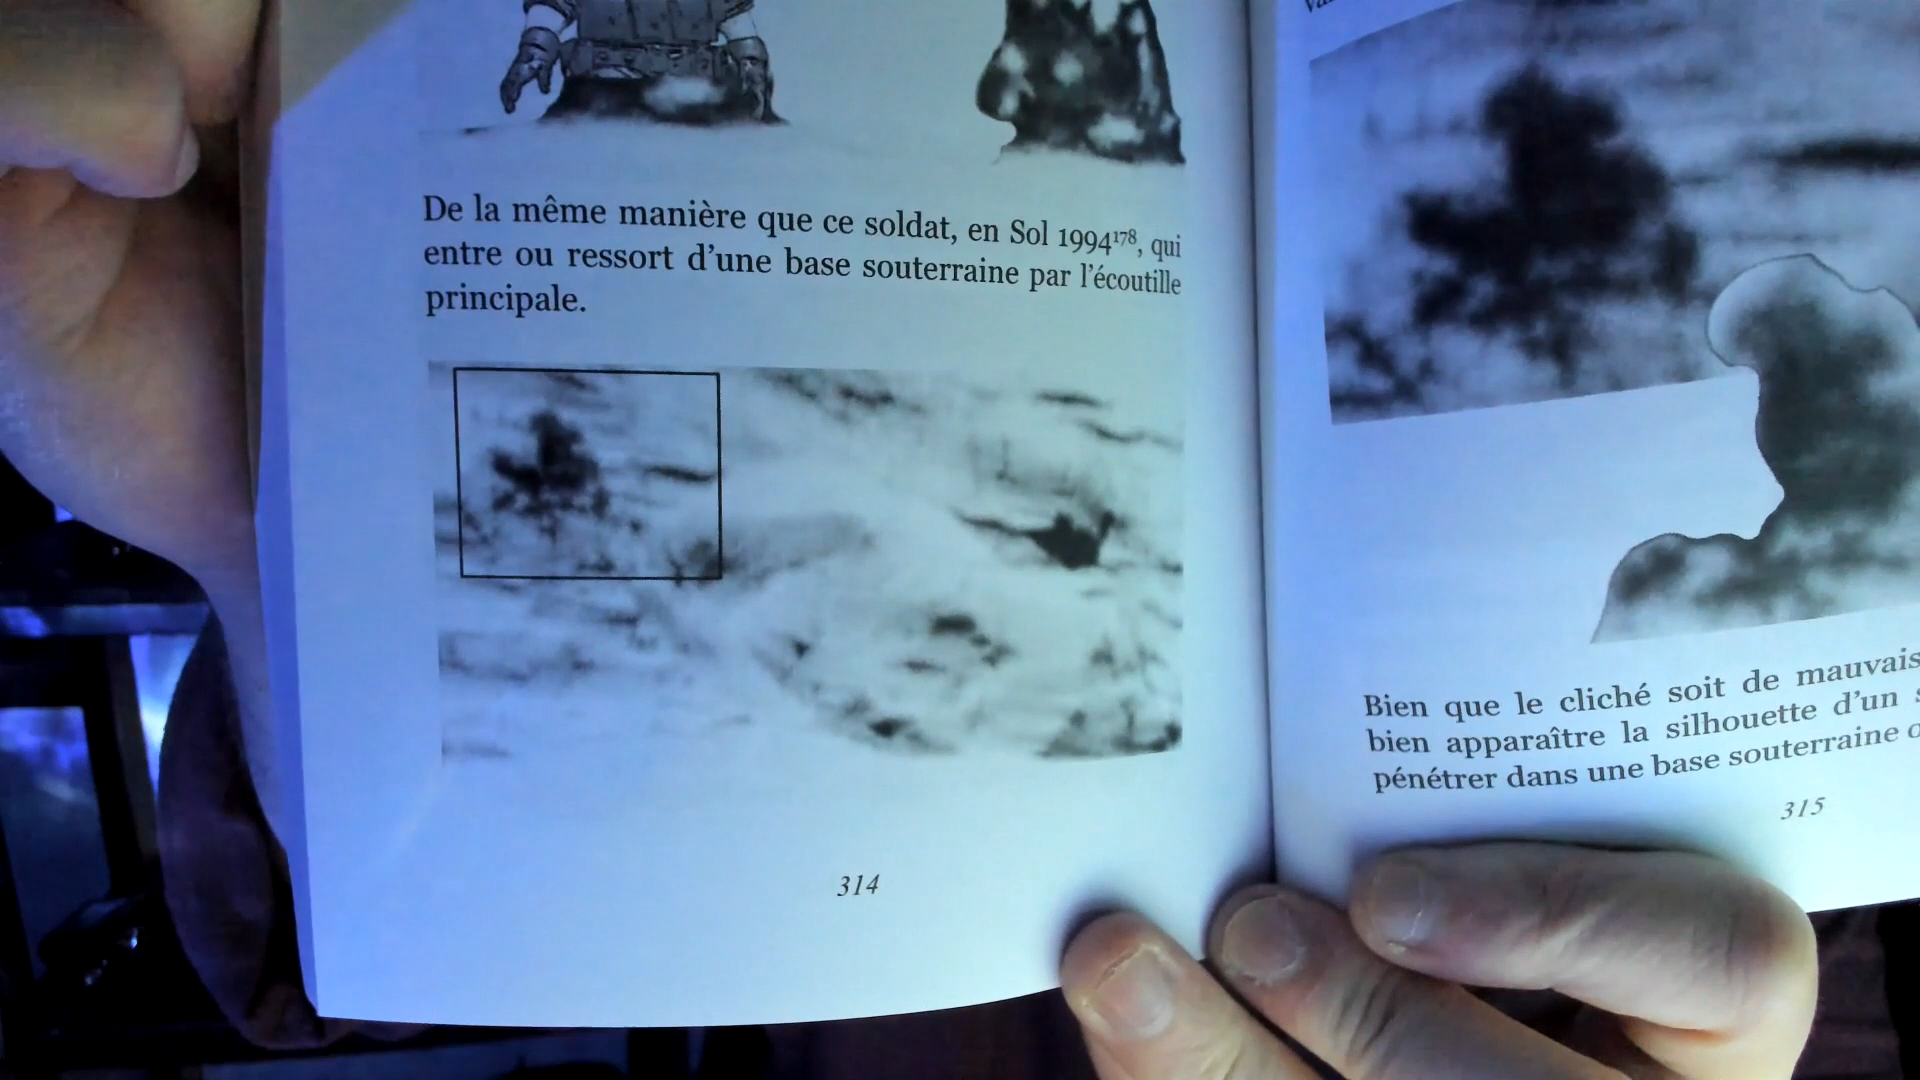 De la même manière que ce soldat, en Sol 1994¹⁷⁸, qui
entre ou ressort d’une base souterraine par l’écoutille
principale.
314
Bien que le cliché soit de mauvais
bien apparaître la silhouette d’un
pénétrer dans une base souterraine
315